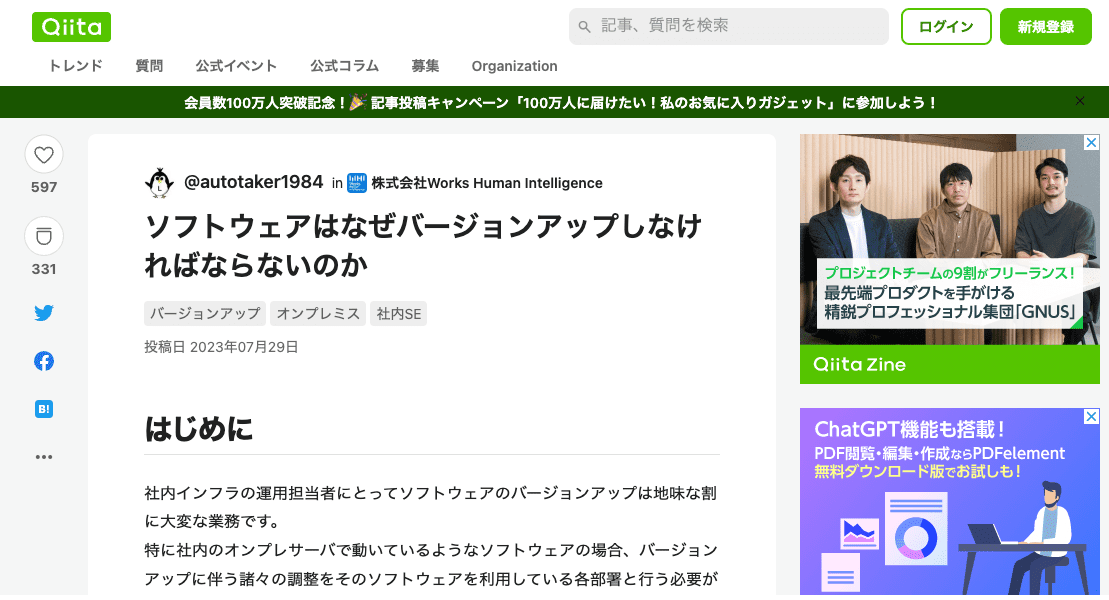 Qiita
記事、質問を検索
ログイン
新規登録
トレンド
質問
公式イベント
公式コラム
募集
Organization
会員数100万人突破記念！🎉 記事投稿キャンペーン「100万人に届けたい！私のお気に入りガジェット」に参加しよう！
597
331
B!
@autotaker1984 in 株式会社Works Human Intelligence
ソフトウェアはなぜバージョンアップしなけ
ればならないのか
バージョンアップ
オンプレミス
社内SE
投稿日 2023年07月29日
はじめに
社内インフラの運用担当者にとってソフトウェアのバージョンアップは地味な割
に大変な業務です。
特に社内のオンプレサーバで動いているようなソフトウェアの場合、バージョン
アップに伴う諸々の調整をそのソフトウェアを利用している各部署と行う必要が
プロジェクトチームの9割がフリーランス！
最先端プロダクトを手がける
精鋭プロフェッショナル集団「GNUS」
Qiita Zine
ChatGPT機能も搭載！
PDF閲覧・編集・作成ならPDFelement
無料ダウンロード版でお試しも！